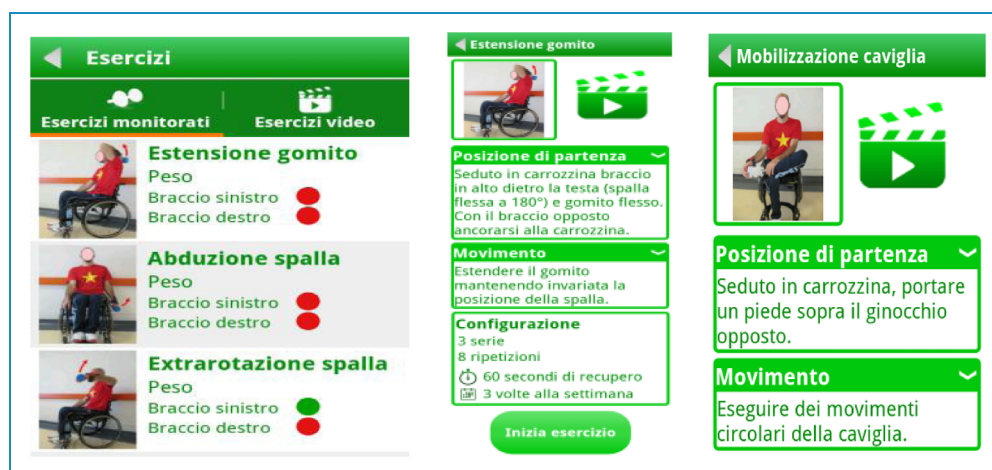 Esercizi
Esercizi monitorati
Esercizi video
Estensione gomito
Peso
Braccio sinistro
Braccio destro
Abduzione spalla
Peso
Braccio sinistro
Braccio destro
Extrarotazione spalla
Peso
Braccio sinistro
Braccio destro
Estensione gomito
Posizione di partenza
Seduto in carrozzina braccio
in alto dietro la testa (spalla
flessa a 180°) e gomito flesso.
Con il braccio opposto
ancorarsi alla carrozzina.
Movimento
Estendere il gomito
mantenendo invariata la
posizione della spalla.
Configurazione
3 serie
8 ripetizioni
60 secondi di recupero
3 volte alla settimana
Inizia esercizio
Mobilizzazione caviglia
Posizione di partenza
Seduto in carrozzina, portare
un piede sopra il ginocchio
opposto.
Movimento
Eseguire dei movimenti
circolari della caviglia.